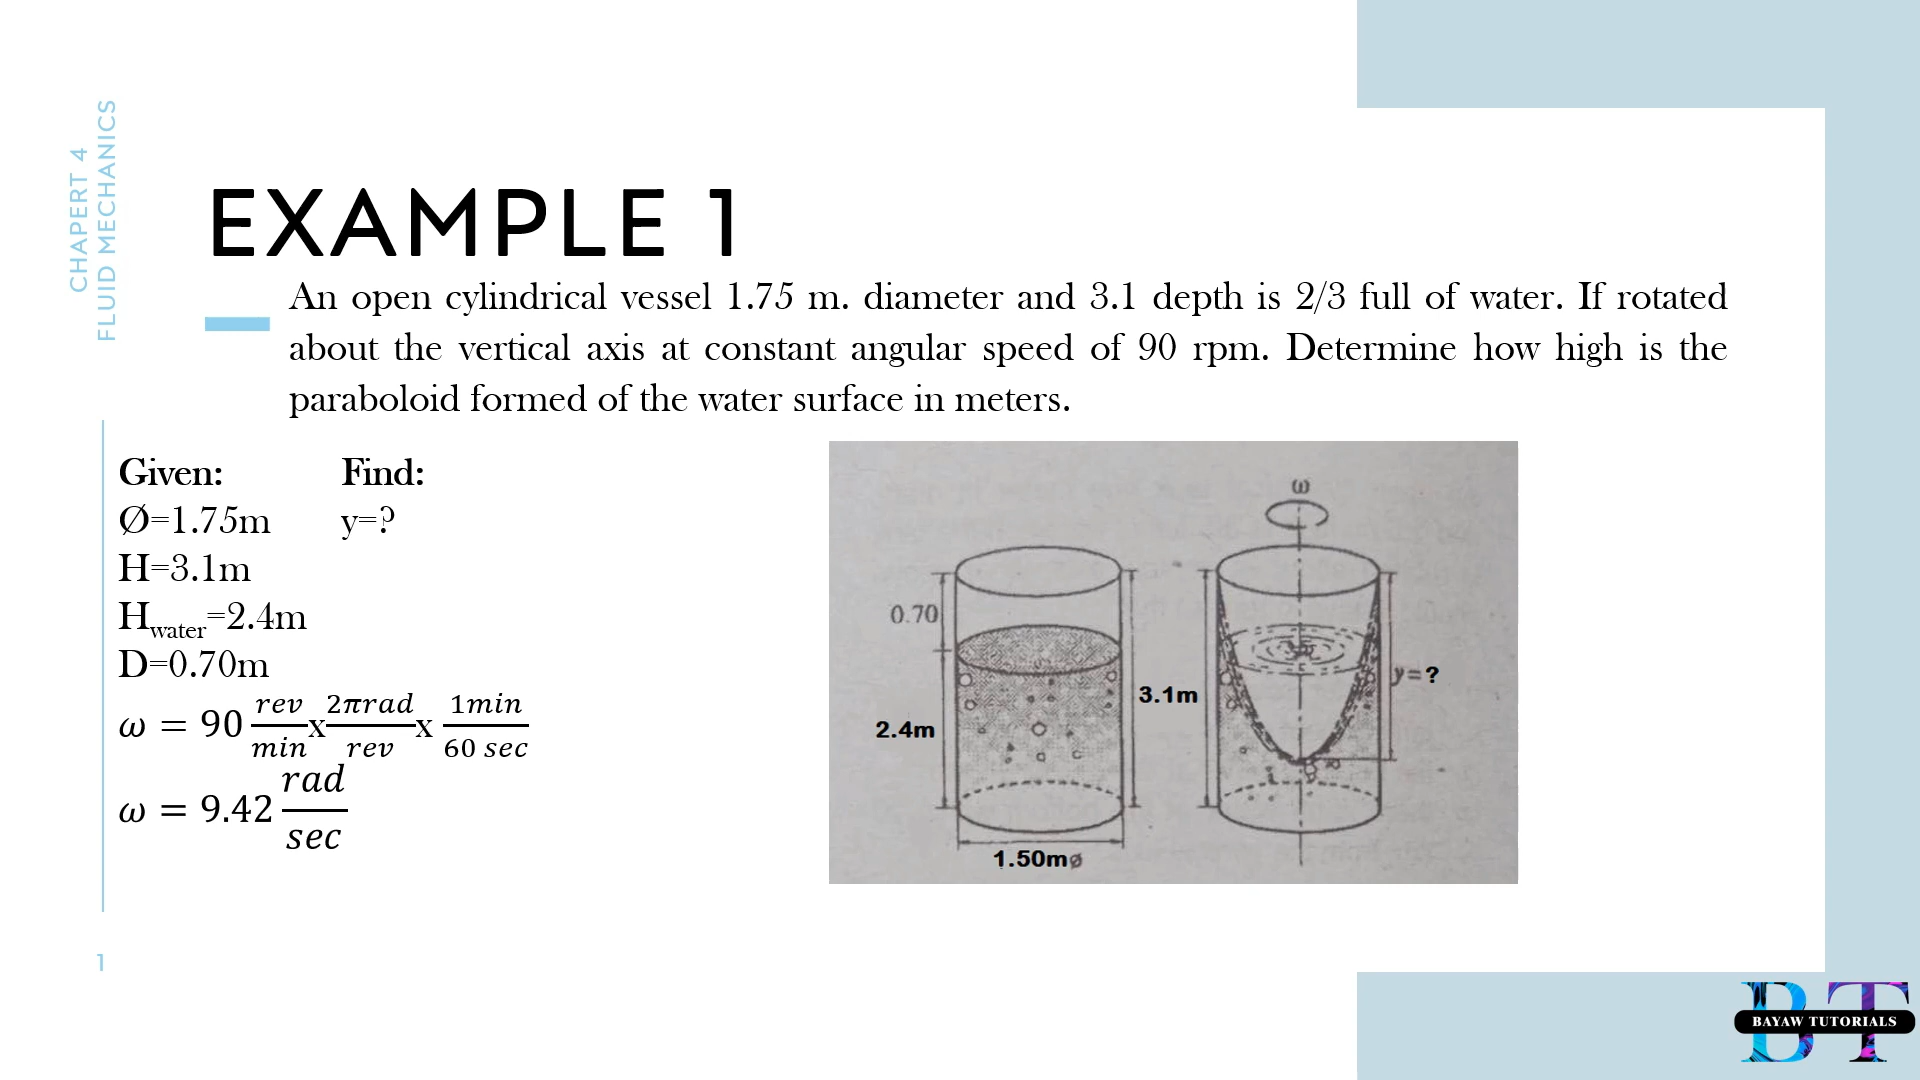 CHAPERT 4
FLUID MECHANICS
EXAMPLE 1
An open cylindrical vessel 1.75 m. diameter and 3.1 depth is 2/3 full of water. If rotated
about the vertical axis at constant angular speed of 90 rpm. Determine how high is the
paraboloid formed of the water surface in meters.
Given: Find:
Ø=1.75m y=?
H=3.1m
Hwater=2.4m
D=0.70m
ω = 90 rev/min x 2πrad/rev x 1min/60 sec
ω = 9.42 rad/sec
ω
0.70
2.4m
3.1m
y=?
1.50mø
1
BT
BAYAW TUTORIALS